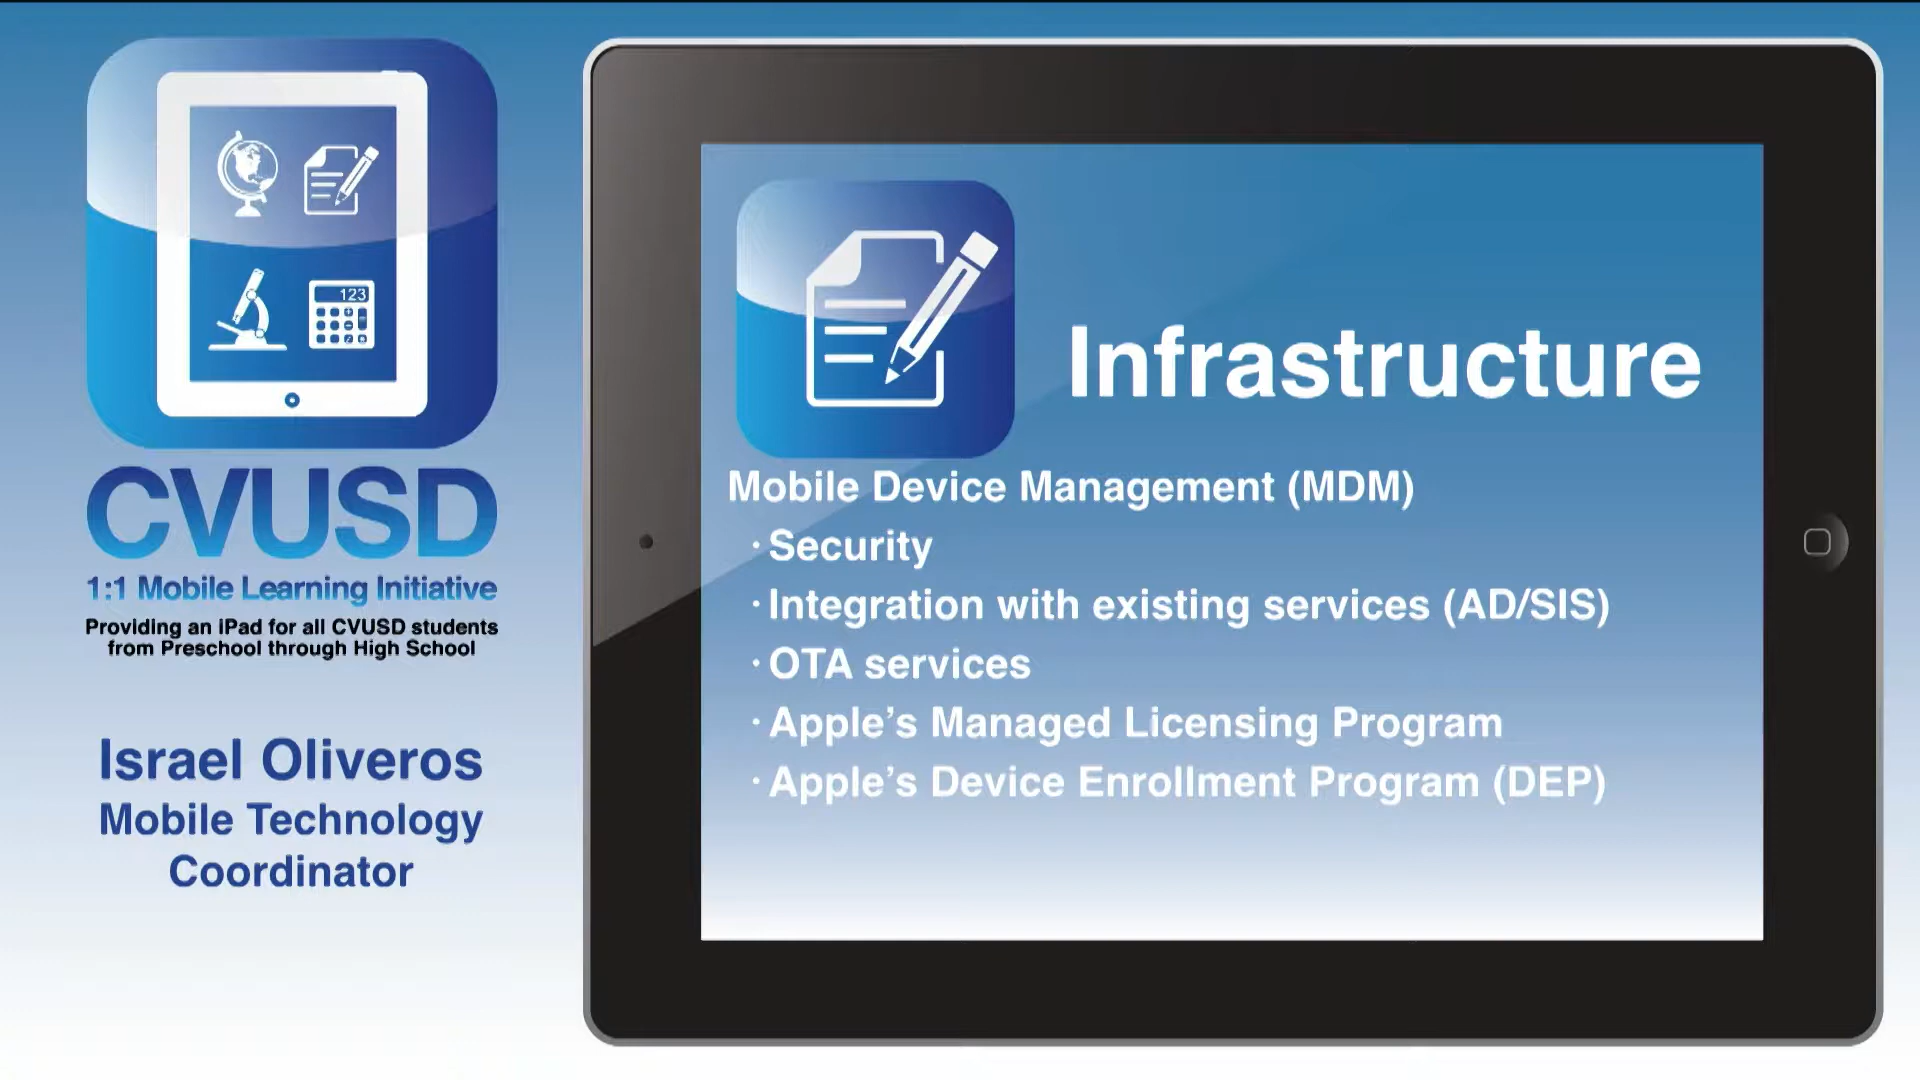 123
CVUSD
1:1 Mobile Learning Initiative
Providing an iPad for all CVUSD students
from Preschool through High School
Israel Oliveros
Mobile Technology
Coordinator
Infrastructure
Mobile Device Management (MDM)
· Security
· Integration with existing services (AD/SIS)
· OTA services
· Apple’s Managed Licensing Program
· Apple’s Device Enrollment Program (DEP)